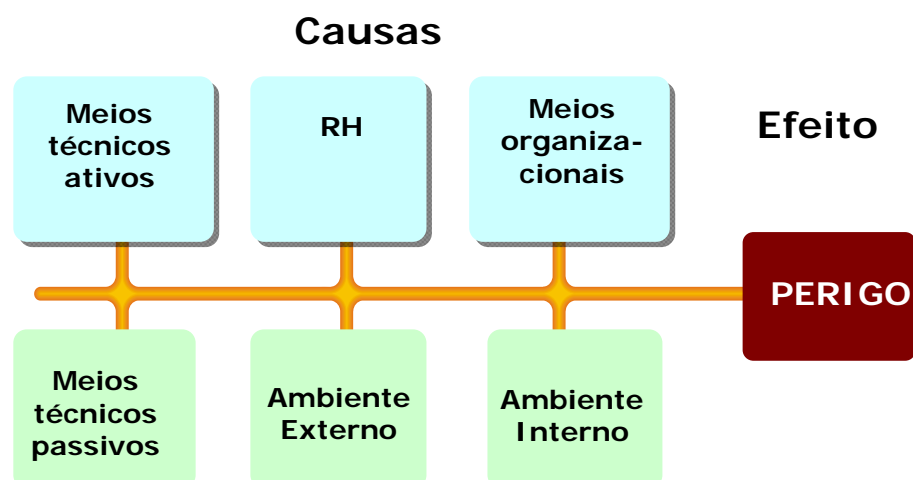 Causas
Meios
técnicos
ativos
RH
Meios
organiza-
cionais
Efeito
PERIGO
Meios
técnicos
passivos
Ambiente
Externo
Ambiente
Interno